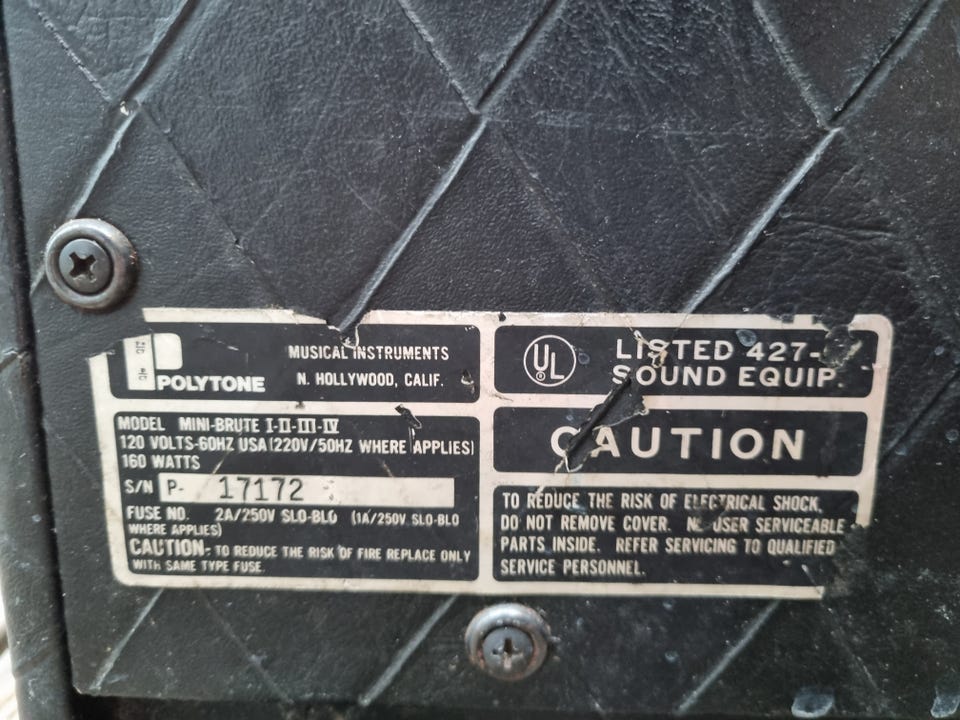 POLYTONE
MUSICAL INSTRUMENTS
N. HOLLYWOOD, CALIF.
MODEL MINI-BRUTE I-II-III-IV
120 VOLTS-60HZ USA (220V/50HZ WHERE APPLIES)
160 WATTS
S/N P- 17172
FUSE NO. 2A/250V SLO-BLO (1A/250V SLO-BLO
WHERE APPLIES)
CAUTION- TO REDUCE THE RISK OF FIRE REPLACE ONLY
WITH SAME TYPE FUSE.
UL
LISTED 427-
SOUND EQUIP.
CAUTION
TO REDUCE THE RISK OF ELECTRICAL SHOCK,
DO NOT REMOVE COVER. NO USER SERVICEABLE
PARTS INSIDE. REFER SERVICING TO QUALIFIED
SERVICE PERSONNEL.